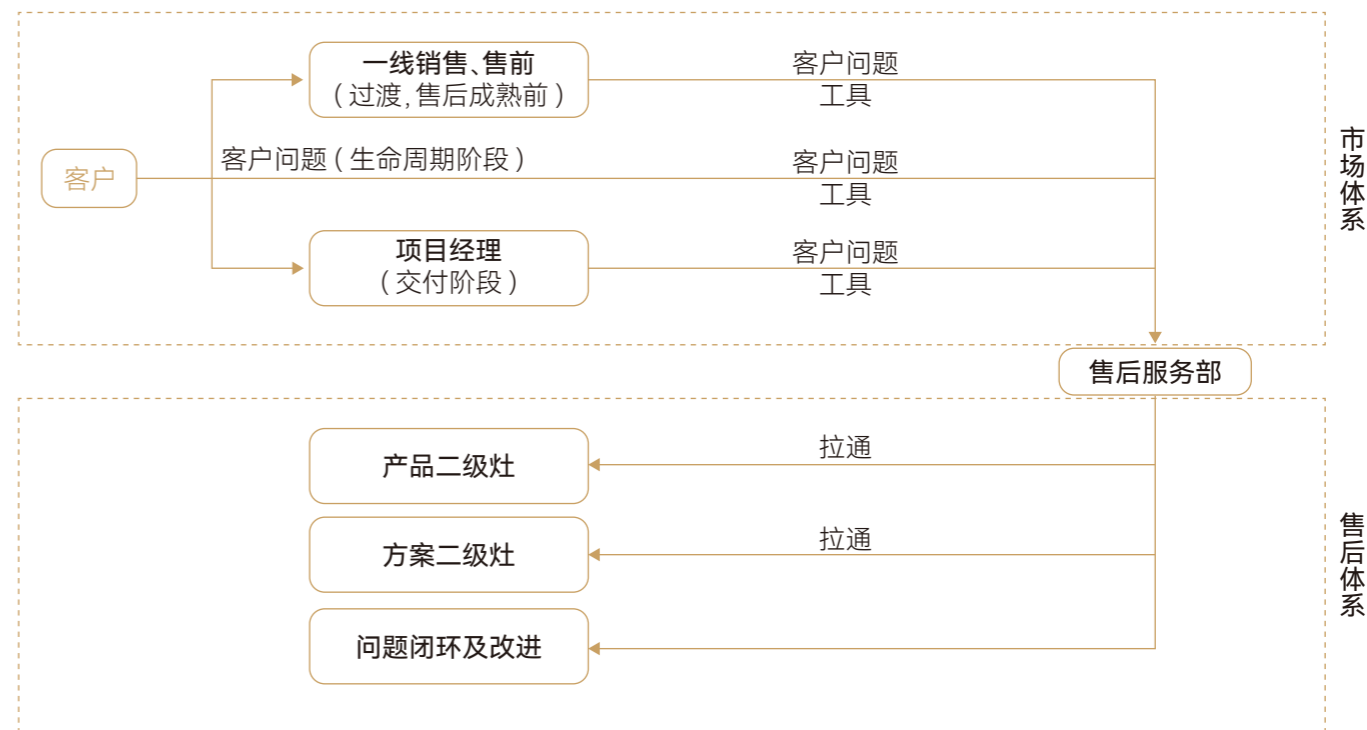 一线销售、售前
（过渡，售后成熟前）
客户问题
工具
客户
客户问题（生命周期阶段）
客户问题
工具
项目经理
（交付阶段）
客户问题
工具
市场体系
售后服务部
产品二级灶
拉通
方案二级灶
拉通
问题闭环及改进
售后体系